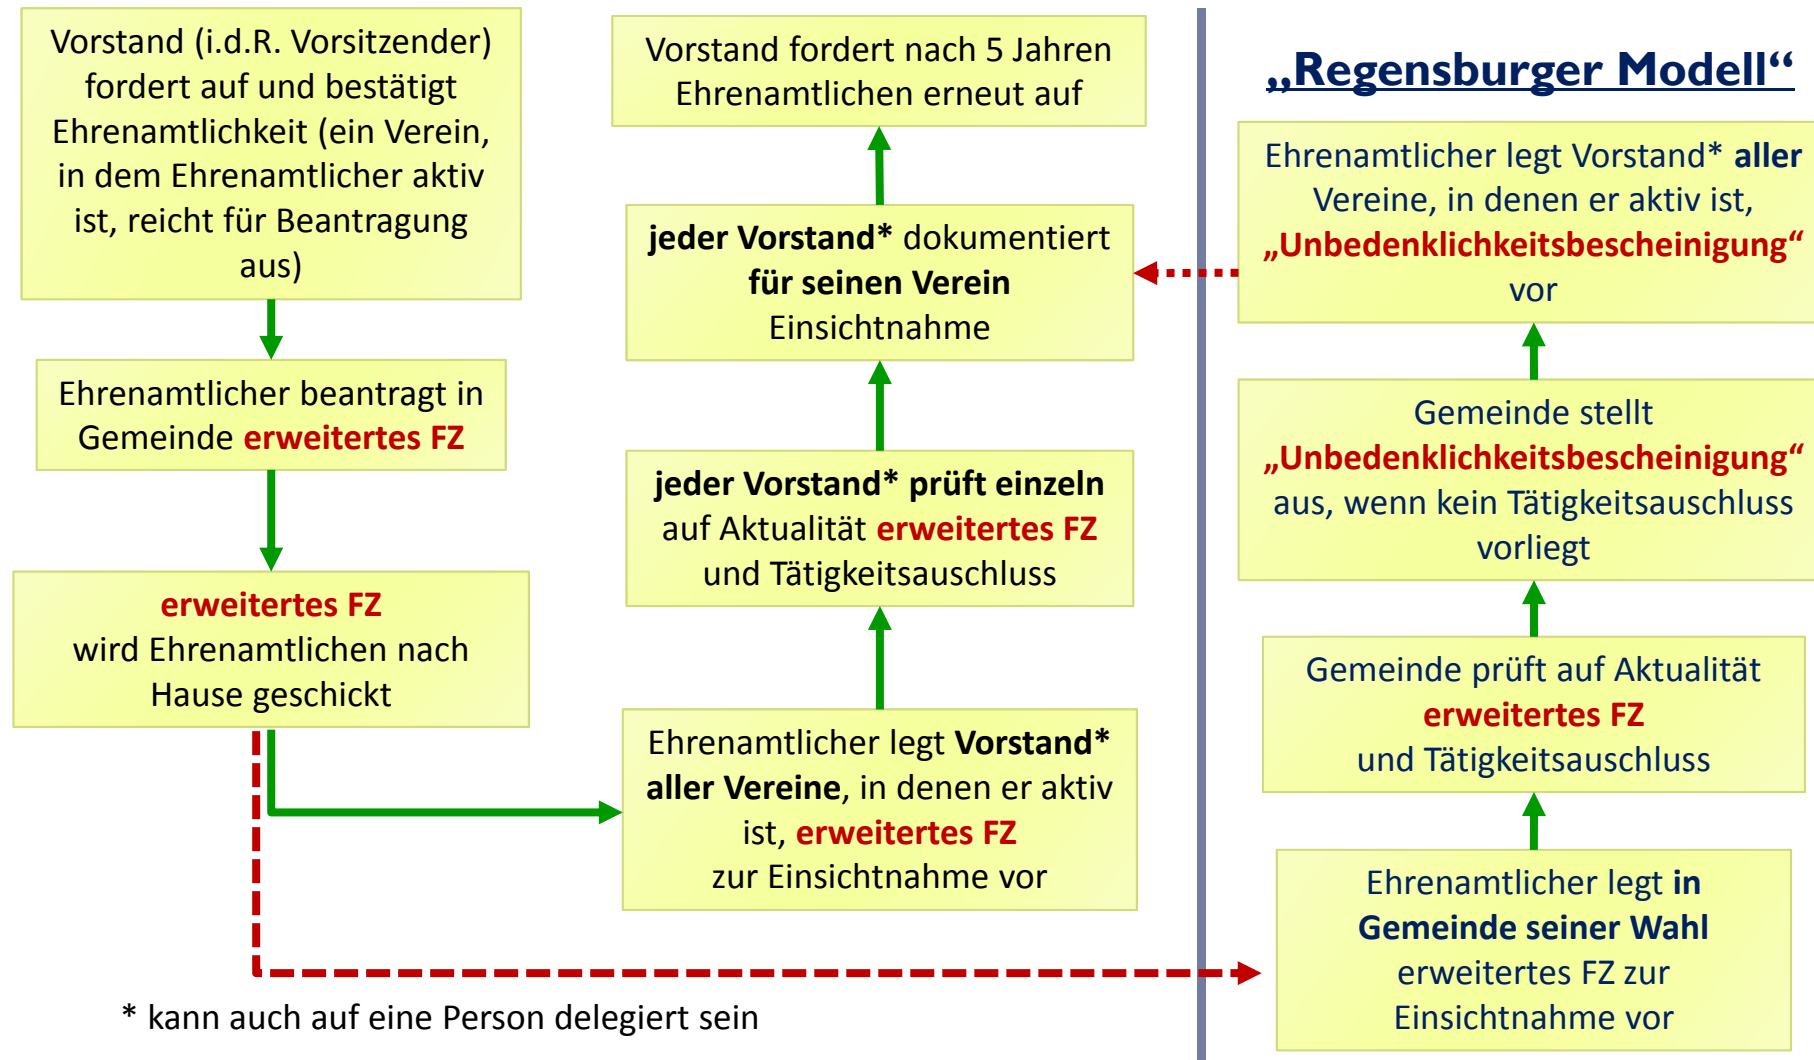 Vorstand (i.d.R. Vorsitzender)
fordert auf und bestätigt
Ehrenamtlichkeit (ein Verein,
in dem Ehrenamtlicher aktiv
ist, reicht für Beantragung
aus)
Ehrenamtlicher beantragt in
Gemeinde erweitertes FZ
erweitertes FZ
wird Ehrenamtlichen nach
Hause geschickt
Vorstand fordert nach 5 Jahren
Ehrenamtlichen erneut auf
jeder Vorstand* dokumentiert
für seinen Verein
Einsichtnahme
jeder Vorstand* prüft einzeln
auf Aktualität erweitertes FZ
und Tätigkeitsauschluss
Ehrenamtlicher legt Vorstand*
aller Vereine, in denen er aktiv
ist, erweitertes FZ
zur Einsichtnahme vor
„Regensburger Modell“
Ehrenamtlicher legt Vorstand* aller
Vereine, in denen er aktiv ist,
„Unbedenklichkeitsbescheinigung“
vor
Gemeinde stellt
„Unbedenklichkeitsbescheinigung“
aus, wenn kein Tätigkeitsauschluss
vorliegt
Gemeinde prüft auf Aktualität
erweitertes FZ
und Tätigkeitsauschluss
Ehrenamtlicher legt in
Gemeinde seiner Wahl
erweitertes FZ zur
Einsichtnahme vor
* kann auch auf eine Person delegiert sein